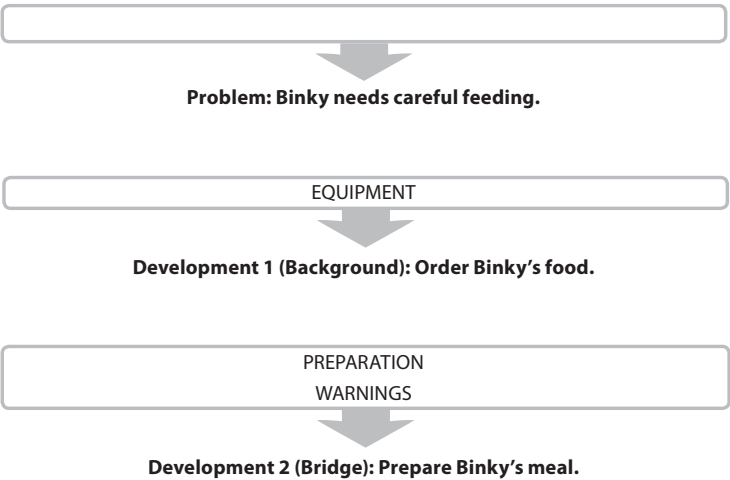 Problem: Binky needs careful feeding.
EQUIPMENT
Development 1 (Background): Order Binky’s food.
PREPARATION
WARNINGS
Development 2 (Bridge): Prepare Binky’s meal.